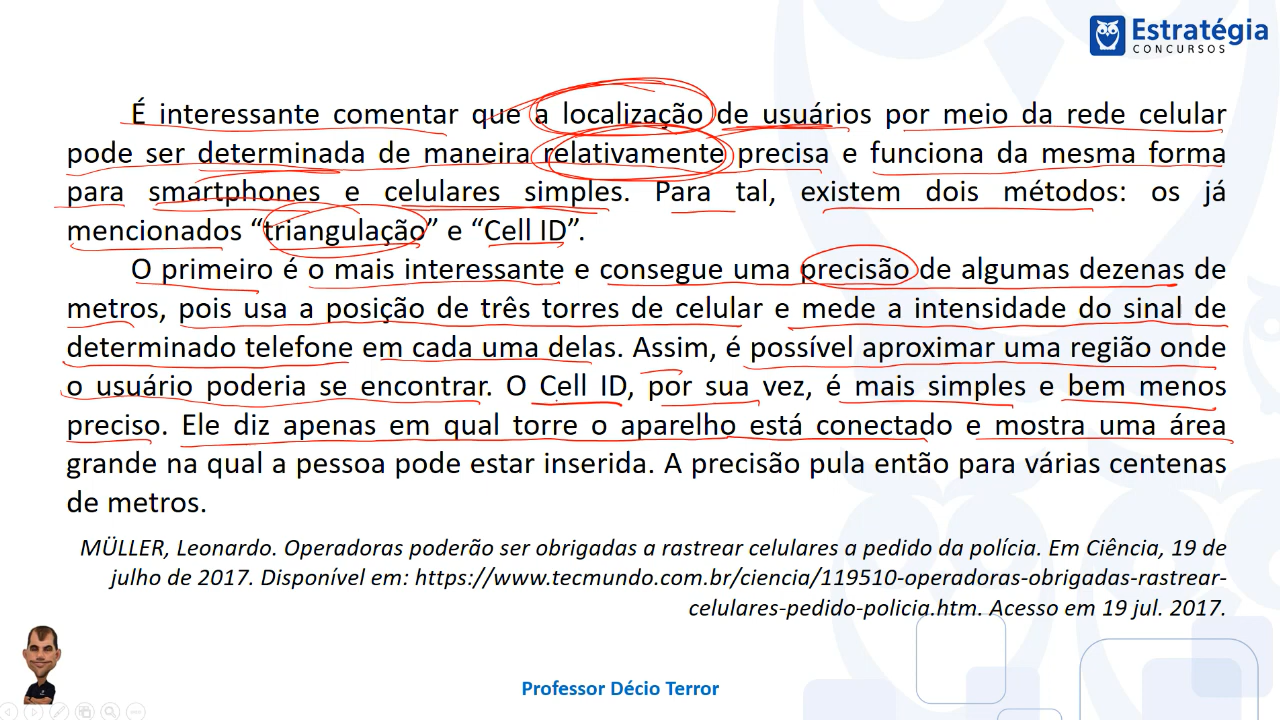 Estratégia
CONCURSOS
É interessante comentar que a localização de usuários por meio da rede celular
pode ser determinada de maneira relativamente precisa e funciona da mesma forma
para smartphones e celulares simples. Para tal, existem dois métodos: os já
mencionados “triangulação” e “Cell ID”.
O primeiro é o mais interessante e consegue uma precisão de algumas dezenas de
metros, pois usa a posição de três torres de celular e mede a intensidade do sinal de
determinado telefone em cada uma delas. Assim, é possível aproximar uma região onde
o usuário poderia se encontrar. O Cell ID, por sua vez, é mais simples e bem menos
preciso. Ele diz apenas em qual torre o aparelho está conectado e mostra uma área
grande na qual a pessoa pode estar inserida. A precisão pula então para várias centenas
de metros.
MÜLLER, Leonardo. Operadoras poderão ser obrigadas a rastrear celulares a pedido da polícia. Em Ciência, 19 de
julho de 2017. Disponível em: https://www.tecmundo.com.br/ciencia/119510-operadoras-obrigadas-rastrear-
celulares-pedido-policia.htm. Acesso em 19 jul. 2017.
Professor Décio Terror